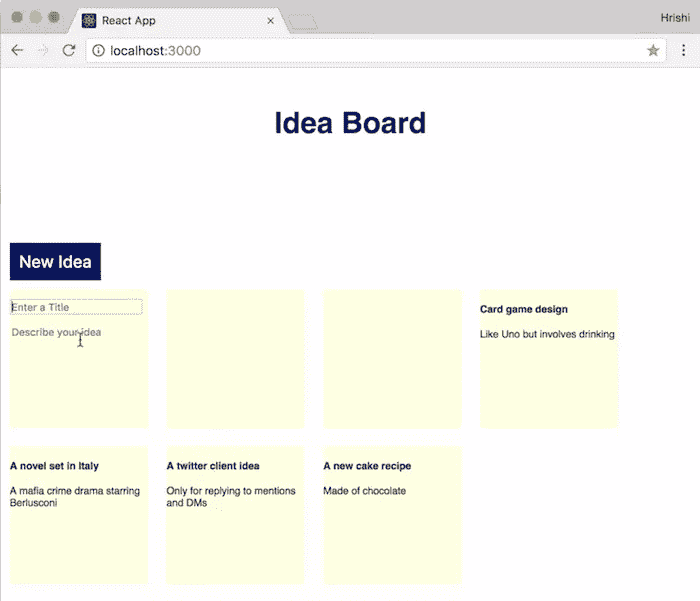 React App
Hrishi
localhost:3000
Idea Board
New Idea
Enter a Title
Describe your idea
Card game design
Like Uno but involves drinking
A novel set in Italy
A mafia crime drama starring
Berlusconi
A twitter client idea
Only for replying to mentions
and DMs
A new cake recipe
Made of chocolate